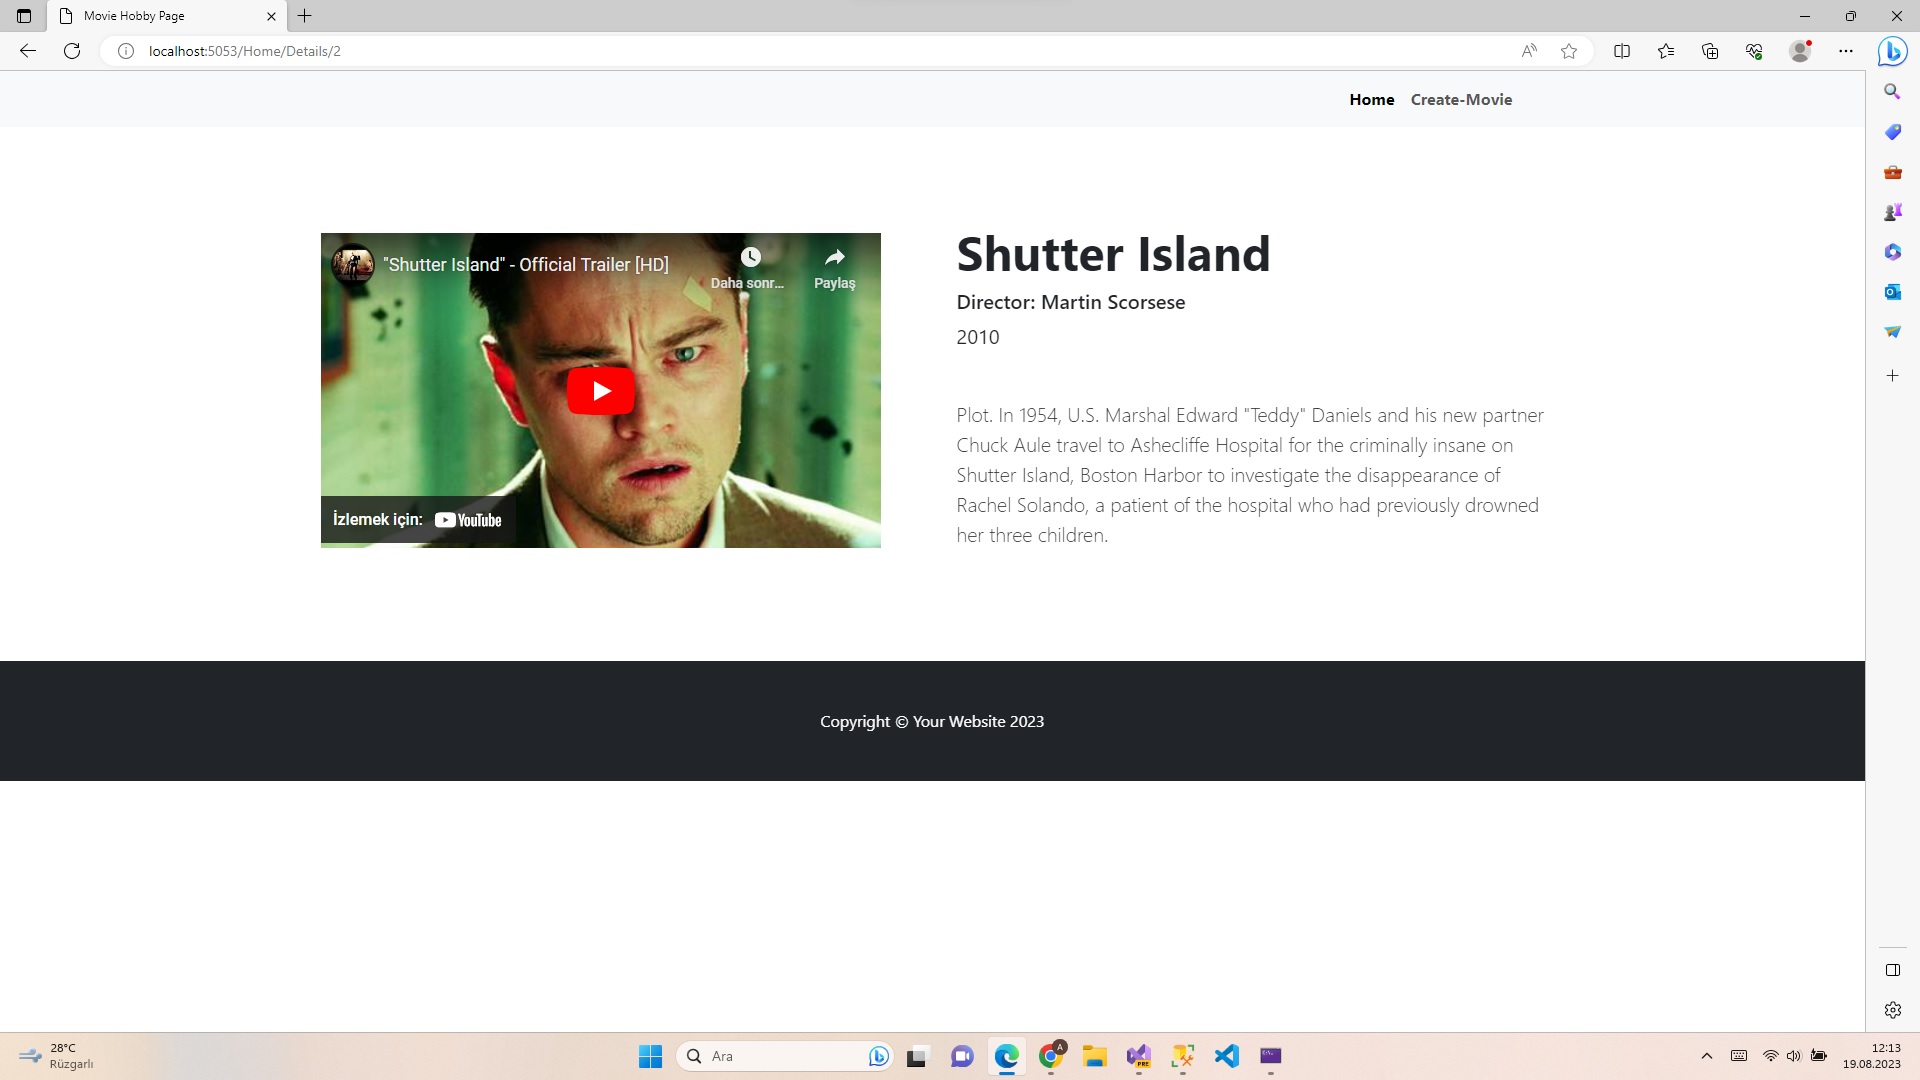 Movie Hobby Page
localhost:5053/Home/Details/2
Home Create-Movie
"Shutter Island" - Official Trailer [HD]
Daha sonr... Paylaş
İzlemek için: YouTube
Shutter Island
Director: Martin Scorsese
2010
Plot. In 1954, U.S. Marshal Edward "Teddy" Daniels and his new partner
Chuck Aule travel to Ashecliffe Hospital for the criminally insane on
Shutter Island, Boston Harbor to investigate the disappearance of
Rachel Solando, a patient of the hospital who had previously drowned
her three children.
Copyright © Your Website 2023
28°C
Rüzgarlı
Ara
A
PRE
12:13
19.08.2023